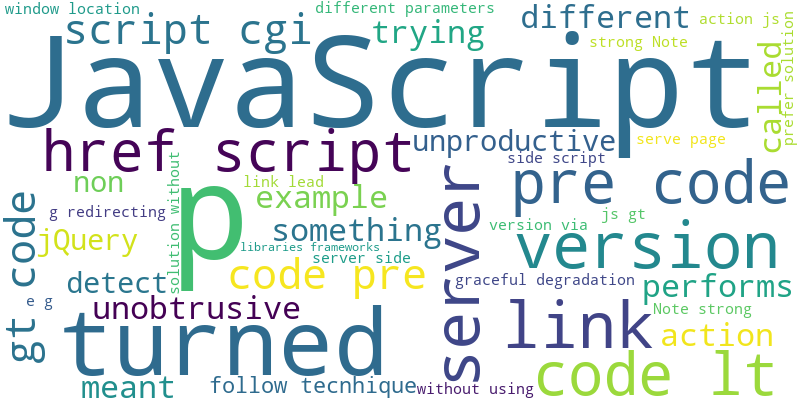 window location
different parameters
different
action js
script cgi
trying
strong Note
JavaScript
called
prefer solution
href script
unproductive
serve page
side script
non
link lead
pre code
p
example
g redirecting
js gt
something
version via
version
jQuery
solution without
libraries frameworks
server side
gt code
detect
code pre
server
graceful degradation
performs
e g
unobtrusive
link
Note strong
action
turned
code lt
meant
follow tecnhique
without using